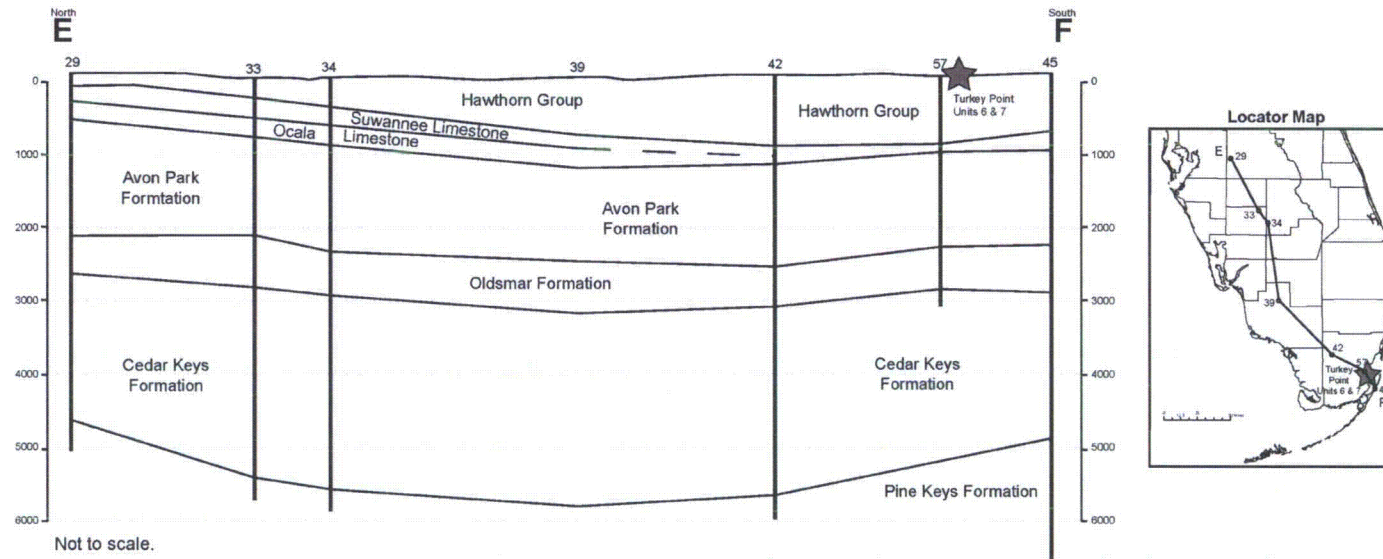 North
E
South
F
29
33
34
39
42
57
45
0
1000
2000
3000
4000
5000
6000
0
1000
2000
3000
4000
5000
6000
Hawthorn Group
Hawthorn Group
Turkey Point
Units 6 & 7
Suwannee Limestone
Ocala Limestone
Avon Park
Formtation
Avon Park
Formation
Oldsmar Formation
Cedar Keys
Formation
Cedar Keys
Formation
Pine Keys Formation
Not to scale.
Locator Map
E
29
33
34
39
42
57
Turkey
Point
Units 6 & 7
4
F